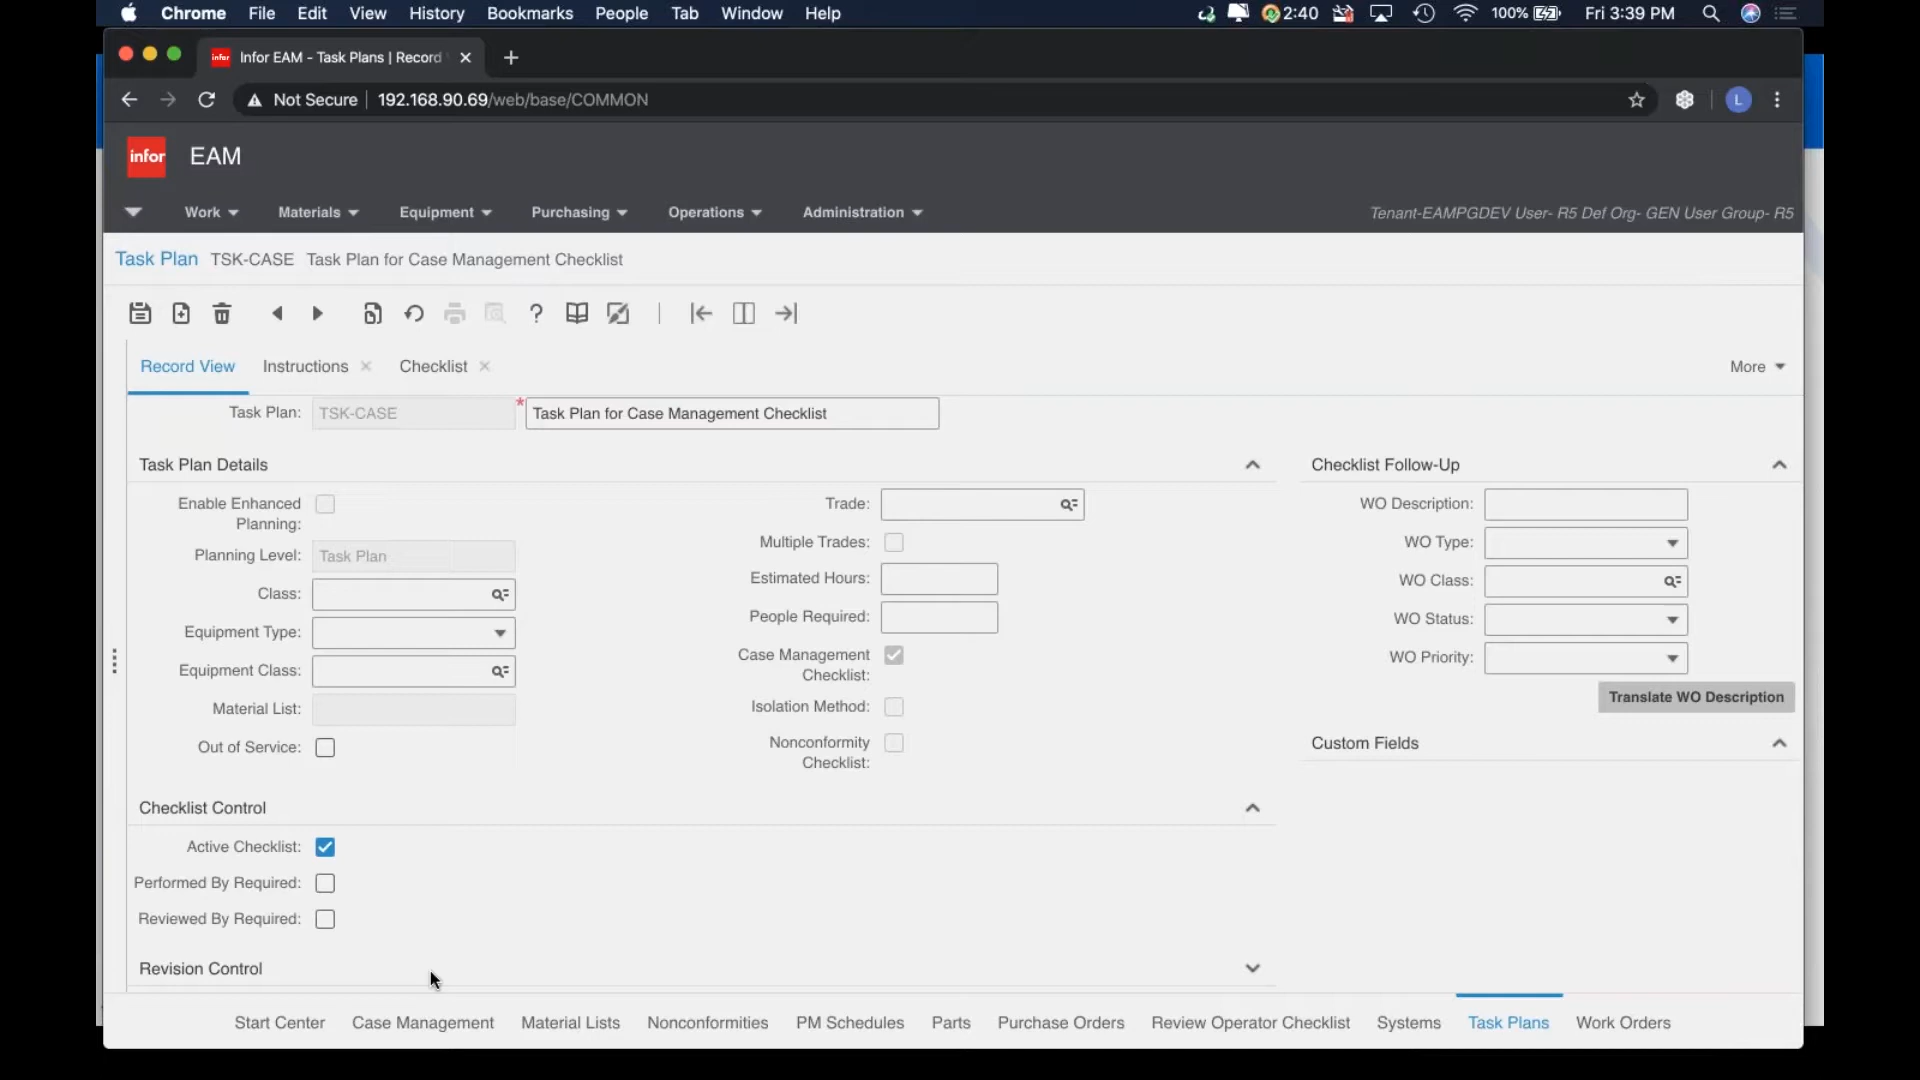 Chrome File Edit View History Bookmarks People Tab Window Help 2:40 100% Fri 3:39 PM
infor Infor EAM - Task Plans | Record
Not Secure | 192.168.90.69/web/base/COMMON L
infor EAM
Work Materials Equipment Purchasing Operations Administration Tenant-EAMPGDEV User- R5 Def Org- GEN User Group- R5
Task Plan TSK-CASE Task Plan for Case Management Checklist
Record View Instructions Checklist More
Task Plan: TSK-CASE * Task Plan for Case Management Checklist
Task Plan Details
Enable Enhanced
Planning:
Planning Level: Task Plan
Class:
Equipment Type:
Equipment Class:
Material List:
Out of Service:
Trade:
Multiple Trades:
Estimated Hours:
People Required:
Case Management
Checklist:
Isolation Method:
Nonconformity
Checklist:
Checklist Follow-Up
WO Description:
WO Type:
WO Class:
WO Status:
WO Priority:
Translate WO Description
Custom Fields
Checklist Control
Active Checklist:
Performed By Required:
Reviewed By Required:
Revision Control
Start Center Case Management Material Lists Nonconformities PM Schedules Parts Purchase Orders Review Operator Checklist Systems Task Plans Work Orders